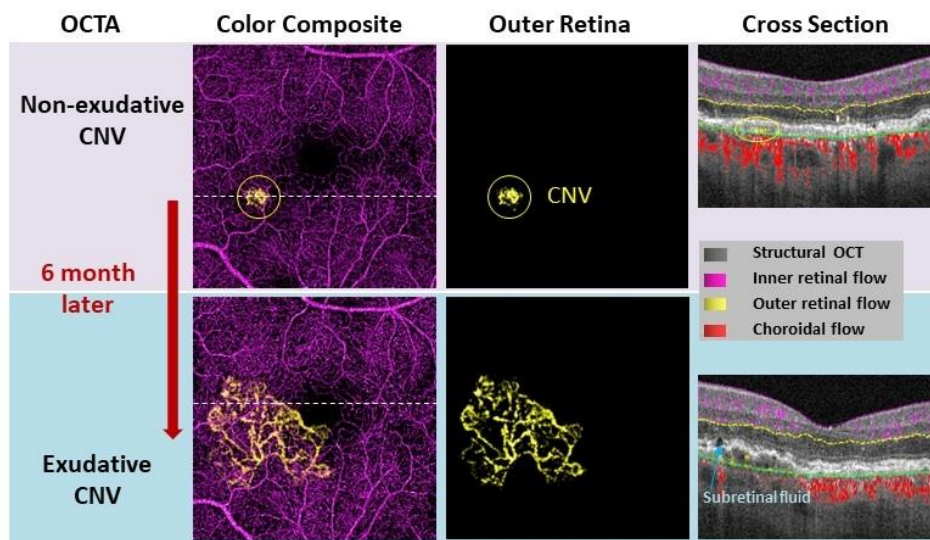 OCTA
Color Composite
Outer Retina
Cross Section
Non-exudative
CNV
CNV
6 month
later
Structural OCT
Inner retinal flow
Outer retinal flow
Choroidal flow
Exudative
CNV
Subretinal fluid